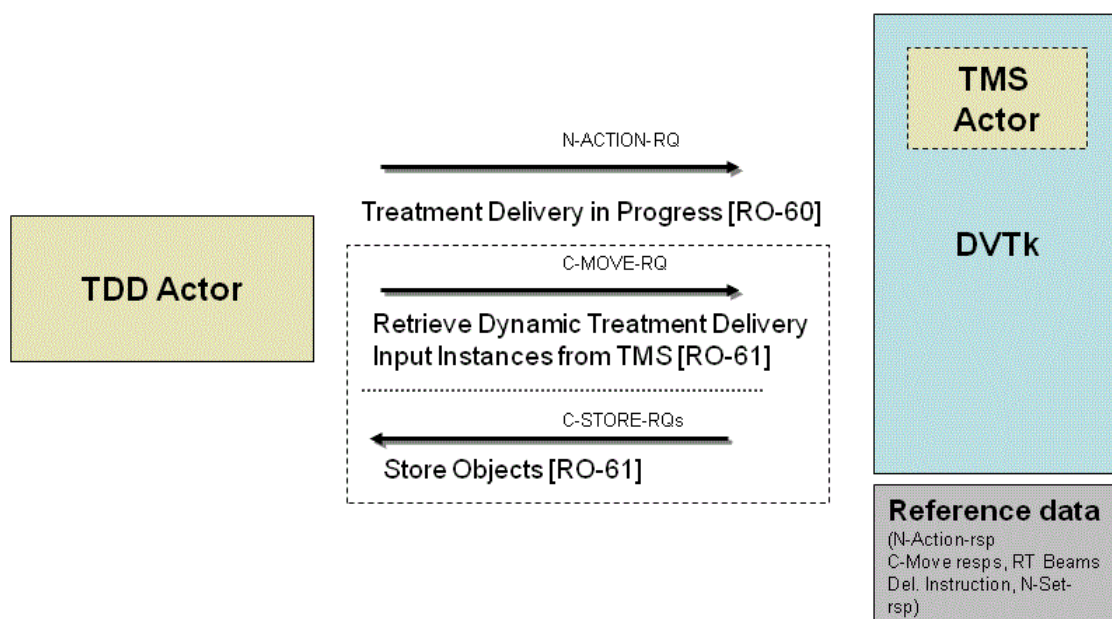 TMS
Actor
N-ACTION-RQ
Treatment Delivery in Progress [RO-60]
DVTk
C-MOVE-RQ
TDD Actor
Retrieve Dynamic Treatment Delivery
Input Instances from TMS [RO-61]
C-STORE-RQs
Store Objects [RO-61]
Reference data
(N-Action-rsp
C-Move resps, RT Beams
Del. Instruction, N-Set-
rsp)